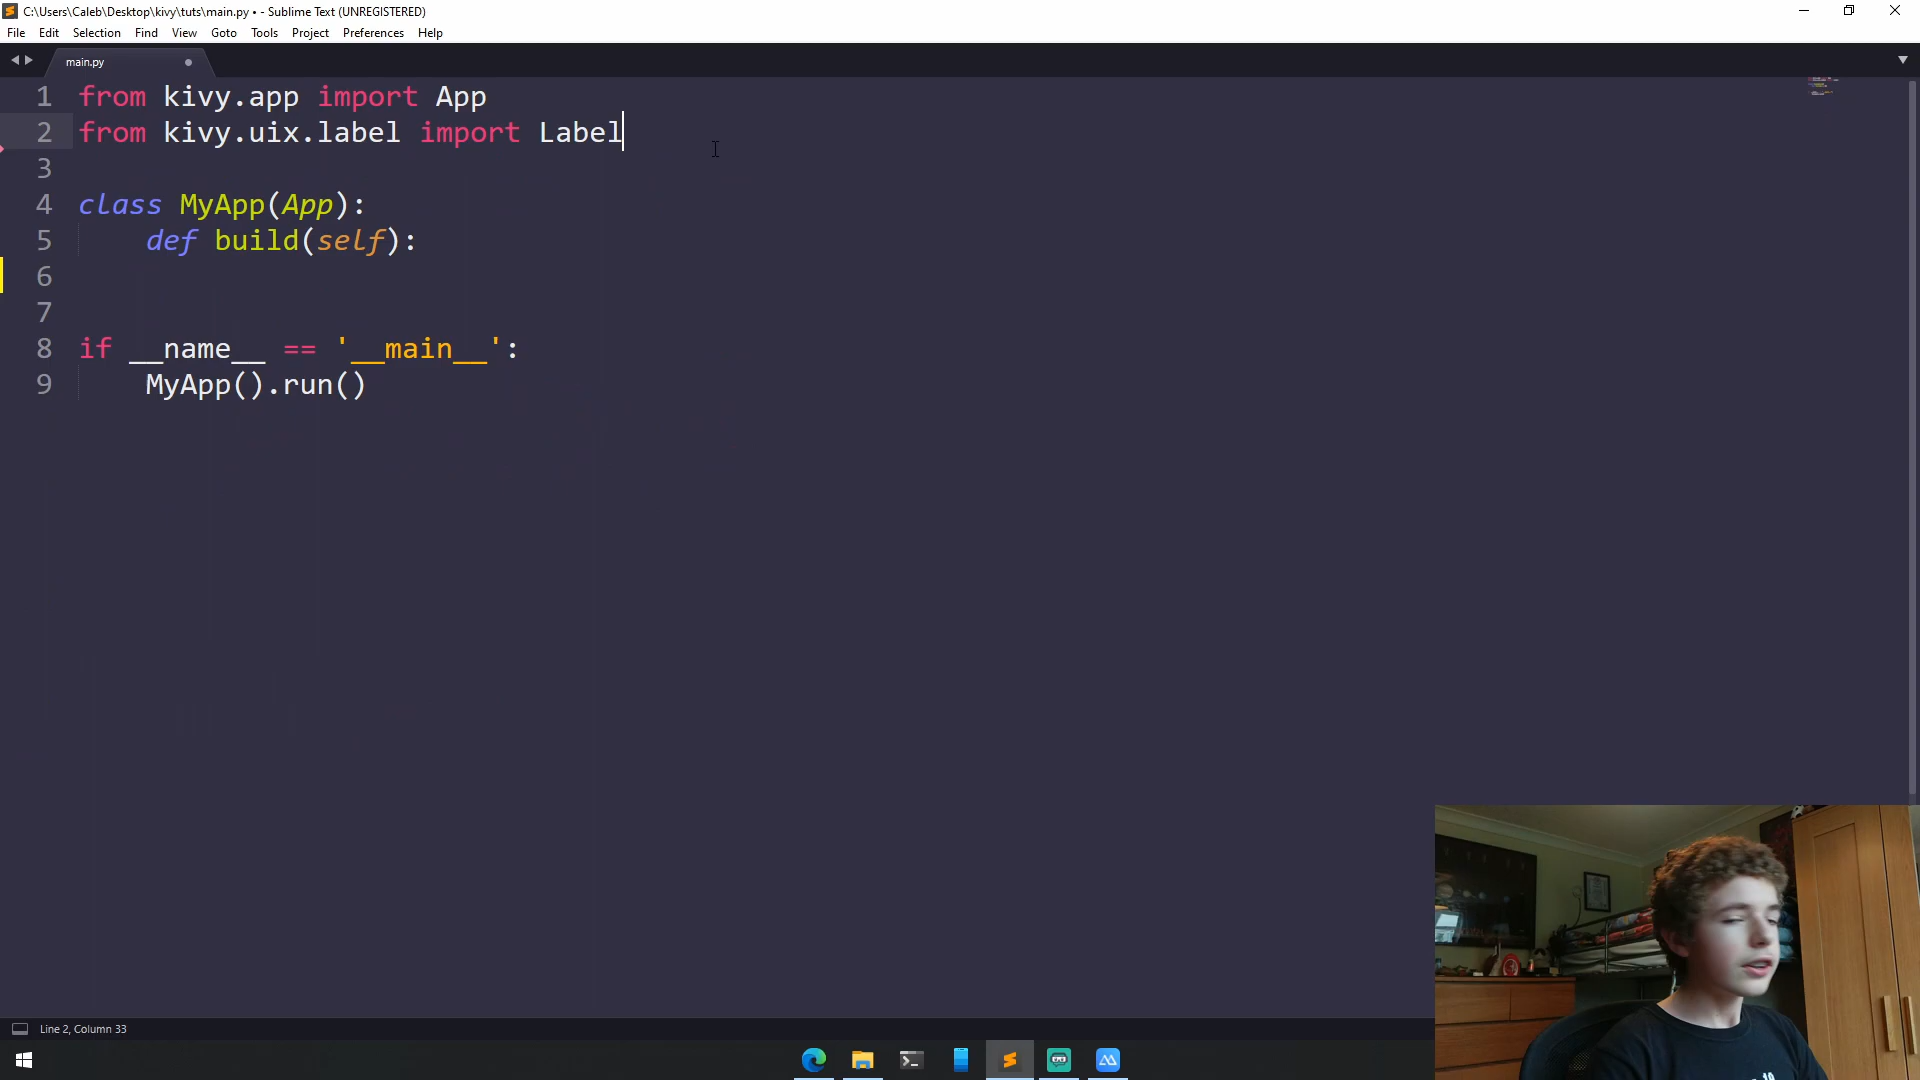 C:\Users\Caleb\Desktop\kivy\tuts\main.py • - Sublime Text (UNREGISTERED)
File Edit Selection Find View Goto Tools Project Preferences Help
main.py
1 from kivy.app import App
2 from kivy.uix.label import Label
3
4 class MyApp(App):
5     def build(self):
6
7
8 if __name__ == '__main__':
9     MyApp().run()
Line 2, Column 33